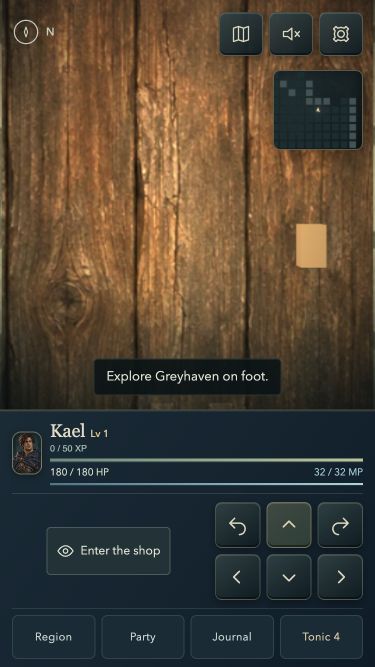 N
Explore Greyhaven on foot.
Kael Lv 1
0 / 50 XP
180 / 180 HP 32 / 32 MP
Enter the shop
Region Party Journal Tonic 4